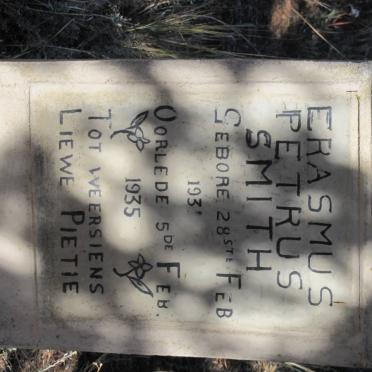 ERASMUS
PETRUS
SMITH
GEBORE 28STE FEB
OORLEDE 5DE FEB.
1935
TOT WEERSIENS
LIEWE PIETIE